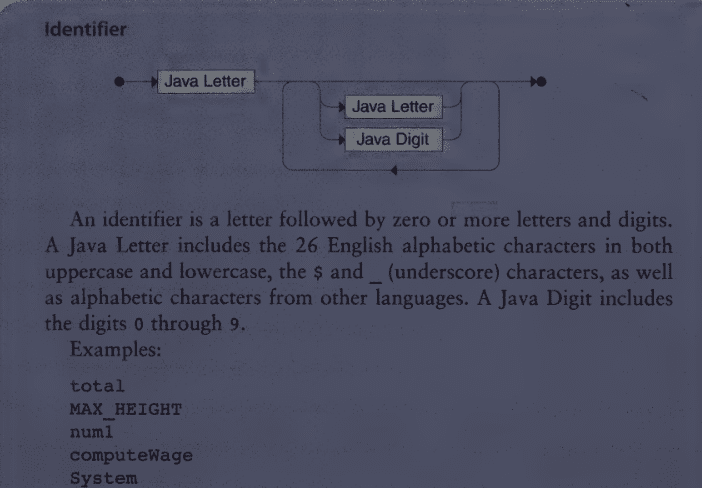 Identifier
Java Letter
Java Letter
Java Digit
An identifier is a letter followed by zero or more letters and digits.
A Java Letter includes the 26 English alphabetic characters in both
uppercase and lowercase, the $ and _ (underscore) characters, as well
as alphabetic characters from other languages. A Java Digit includes
the digits 0 through 9.
Examples:
total
MAX_HEIGHT
num1
computeWage
System